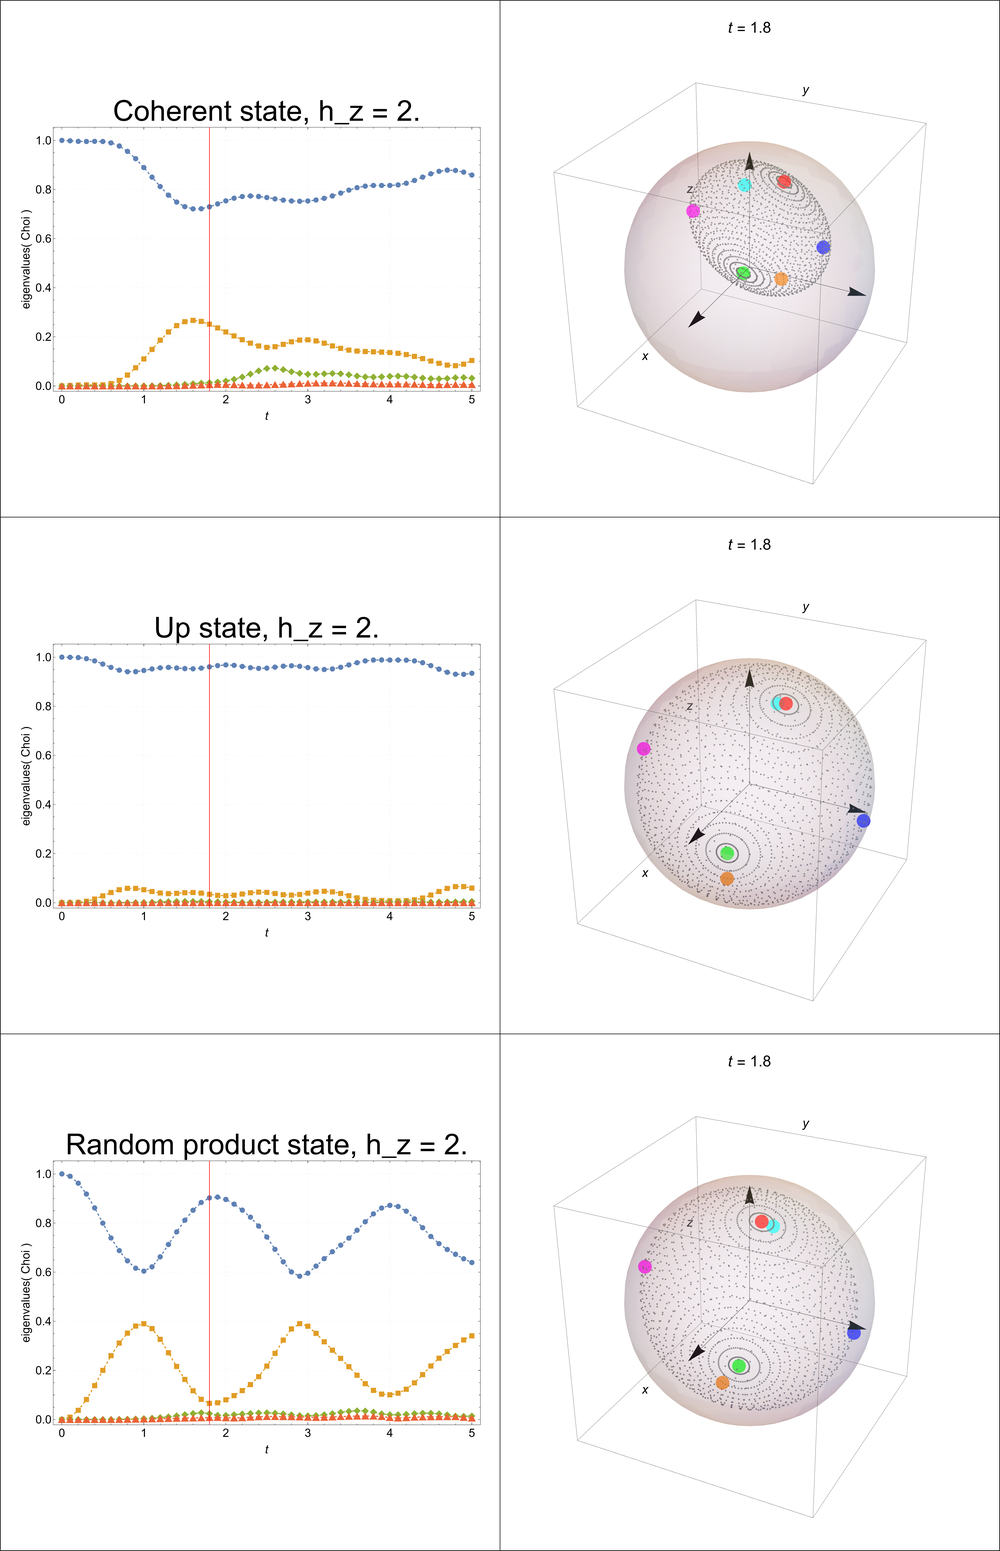 Coherent state, h_z = 2.
1.0
0.8
0.6
0.4
0.2
0.0
eigenvalues( Choi )
0 1 2 3 4 5
t
t = 1.8
y
z
x
Up state, h_z = 2.
1.0
0.8
0.6
0.4
0.2
0.0
eigenvalues( Choi )
0 1 2 3 4 5
t
t = 1.8
y
z
x
Random product state, h_z = 2.
1.0
0.8
0.6
0.4
0.2
0.0
eigenvalues( Choi )
0 1 2 3 4 5
t
t = 1.8
y
z
x